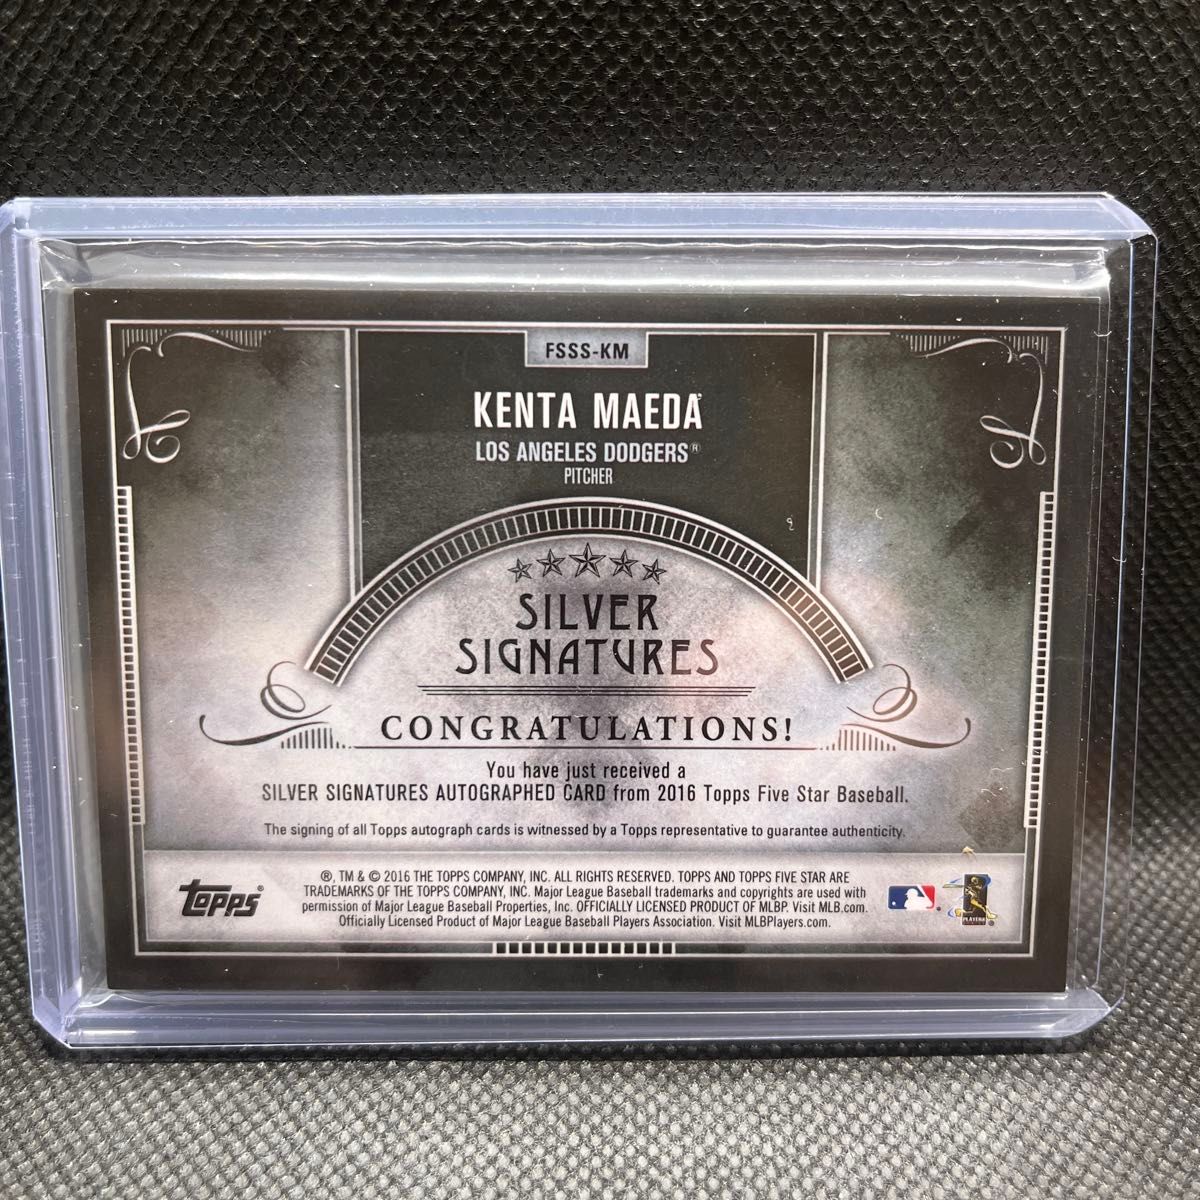 FSSS-KM
KENTA MAEDA®
LOS ANGELES DODGERS®
PITCHER
SILVER
SIGNATURES
CONGRATULATIONS!
You have just received a
SILVER SIGNATURES AUTOGRAPHED CARD from 2016 Topps Five Star Baseball.
The signing of all Topps autograph cards is witnessed by a Topps representative to guarantee authenticity.
topps®
®, TM & © 2016 THE TOPPS COMPANY, INC. ALL RIGHTS RESERVED. TOPPS AND TOPPS FIVE STAR ARE
TRADEMARKS OF THE TOPPS COMPANY, INC. Major League Baseball trademarks and copyrights are used with
permission of Major League Baseball Properties, Inc. OFFICIALLY LICENSED PRODUCT OF MLBP. Visit MLB.com.
Officially Licensed Product of Major League Baseball Players Association. Visit MLBPlayers.com.
PLAYERS
®